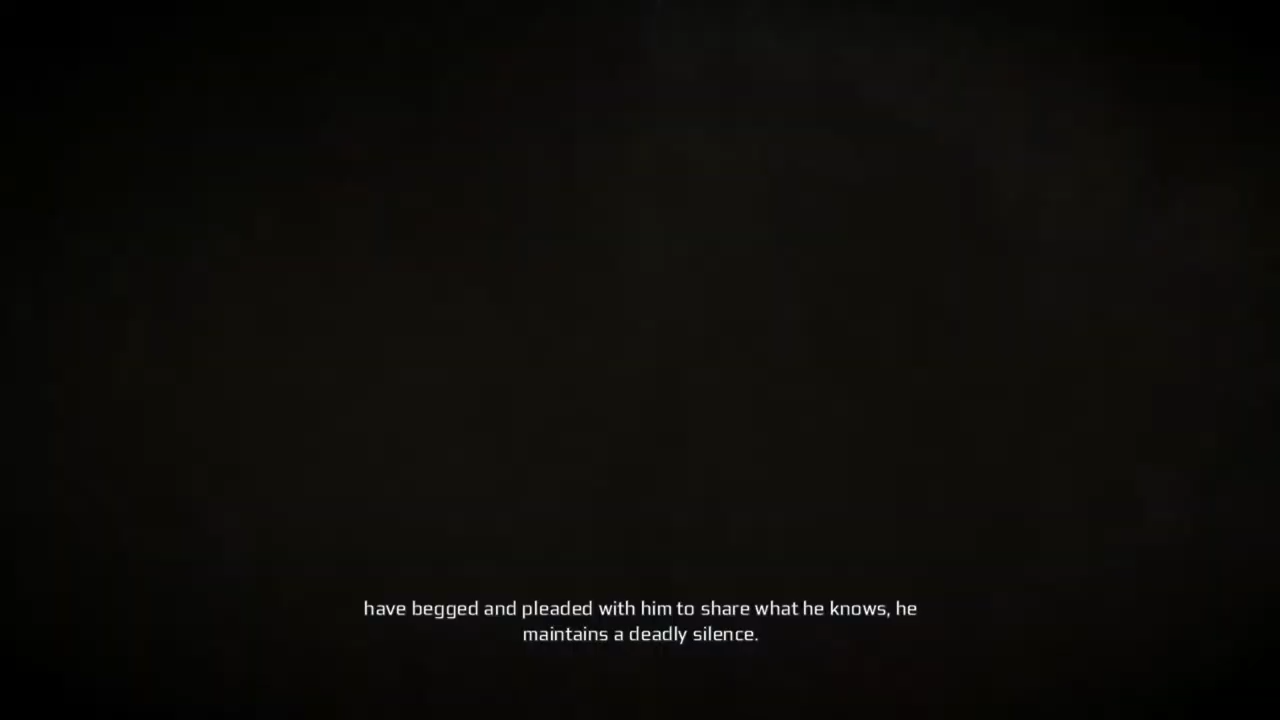 have begged and pleaded with him to share what he knows, he
maintains a deadly silence.